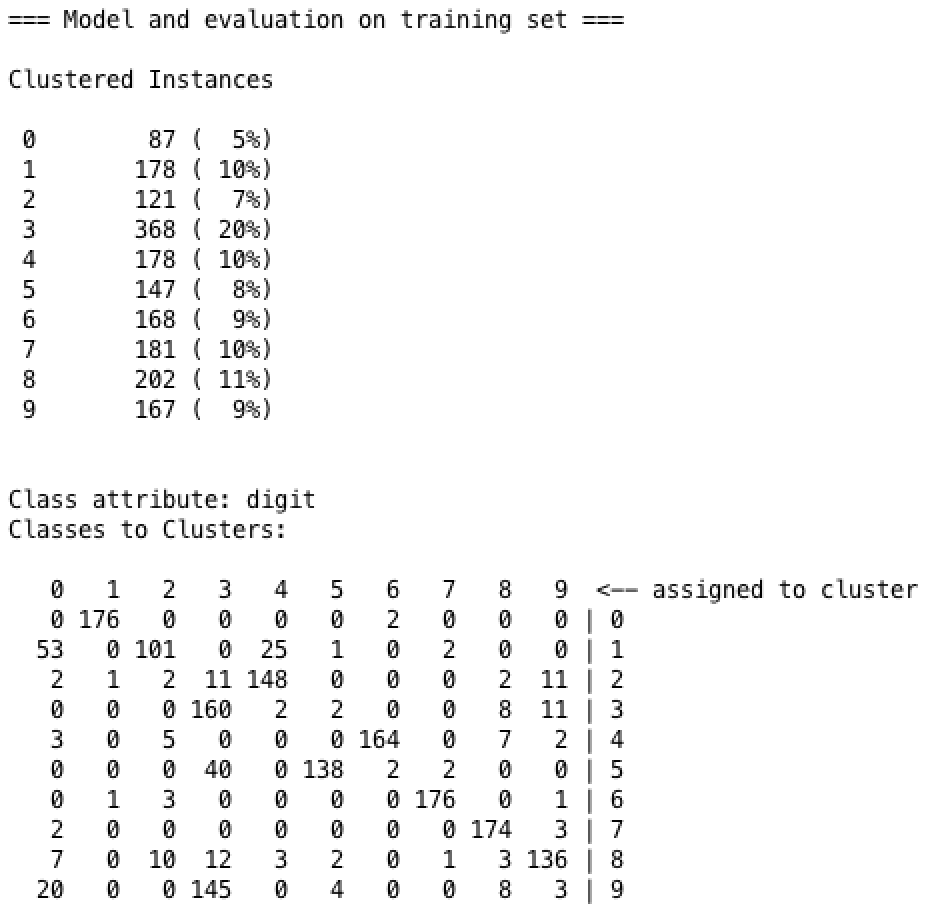 === Model and evaluation on training set ===
Clustered Instances
0 87 ( 5%)
1 178 ( 10%)
2 121 ( 7%)
3 368 ( 20%)
4 178 ( 10%)
5 147 ( 8%)
6 168 ( 9%)
7 181 ( 10%)
8 202 ( 11%)
9 167 ( 9%)
Class attribute: digit
Classes to Clusters:
0 1 2 3 4 5 6 7 8 9 <-- assigned to cluster
0 176 0 0 0 0 2 0 0 0 | 0
53 0 101 0 25 1 0 2 0 0 | 1
2 1 2 11 148 0 0 0 2 11 | 2
0 0 0 160 2 2 0 0 8 11 | 3
3 0 5 0 0 0 164 0 7 2 | 4
0 0 0 40 0 138 2 2 0 0 | 5
0 1 3 0 0 0 0 176 0 1 | 6
2 0 0 0 0 0 0 0 174 3 | 7
7 0 10 12 3 2 0 1 3 136 | 8
20 0 0 145 0 4 0 0 8 3 | 9